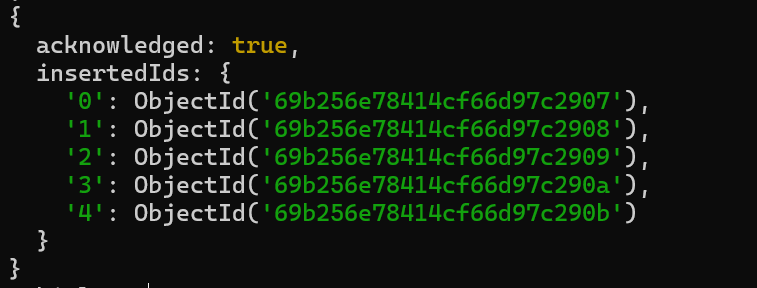 {
  acknowledged: true,
  insertedIds: {
    '0': ObjectId('69b256e78414cf66d97c2907'),
    '1': ObjectId('69b256e78414cf66d97c2908'),
    '2': ObjectId('69b256e78414cf66d97c2909'),
    '3': ObjectId('69b256e78414cf66d97c290a'),
    '4': ObjectId('69b256e78414cf66d97c290b')
  }
}